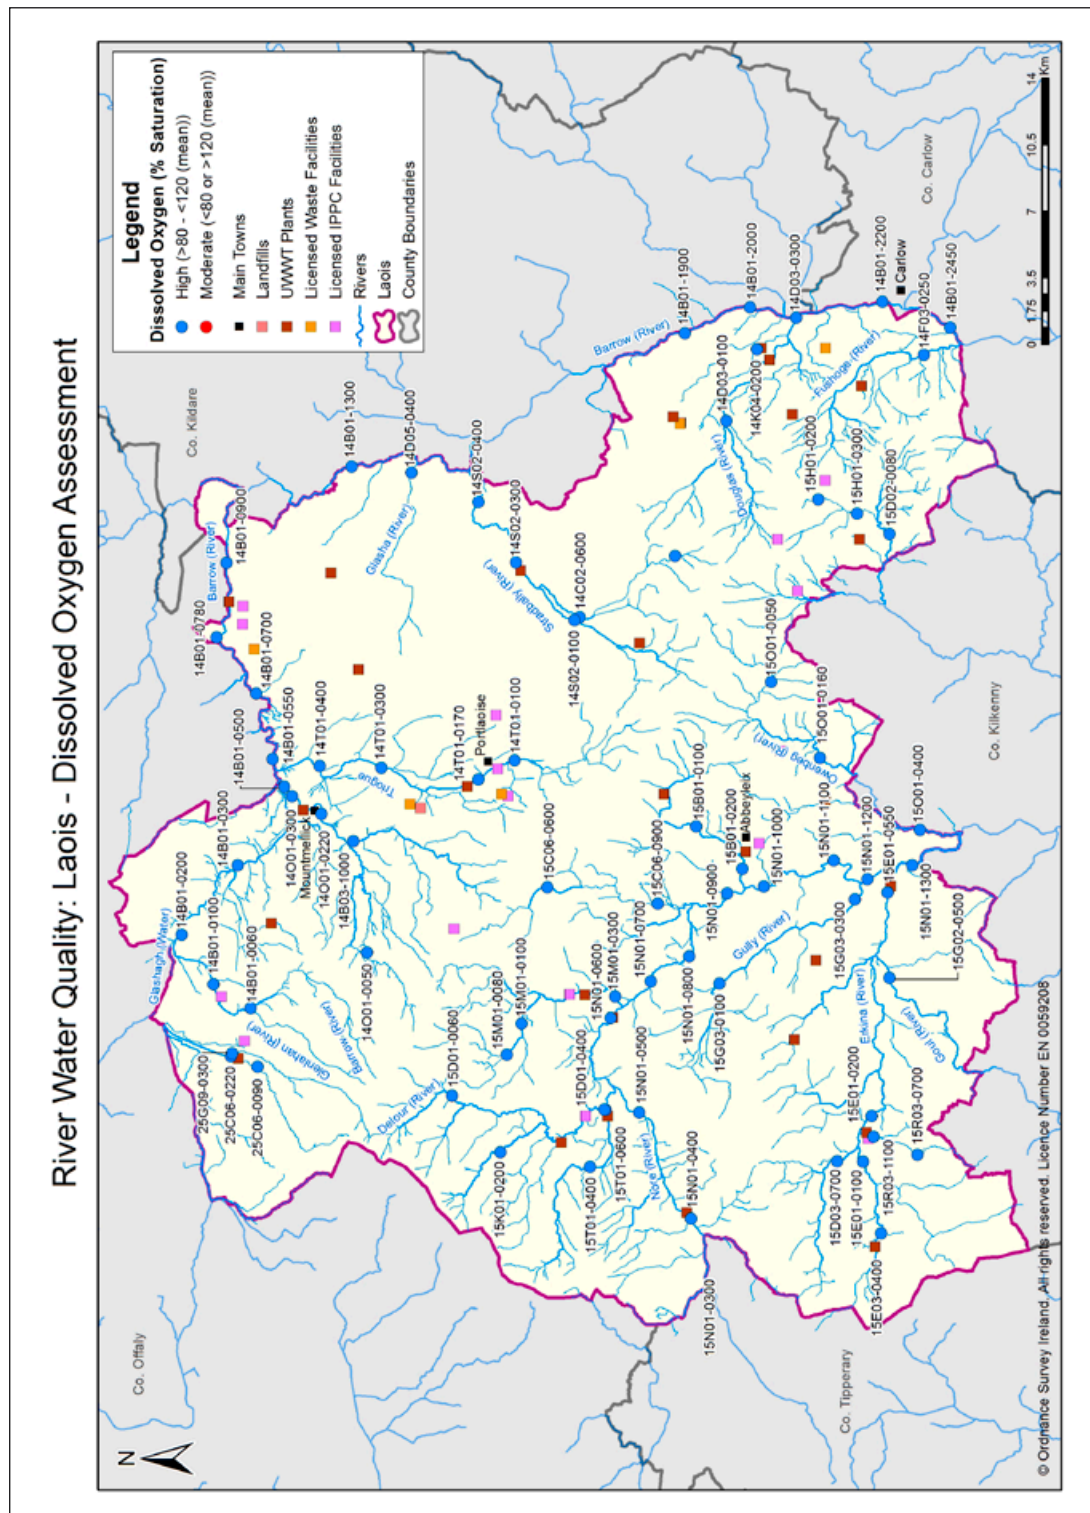 River Water Quality: Laois - Dissolved Oxygen Assessment
N
Legend
Dissolved Oxygen (% Saturation)
High (>80 - <120 (mean))
Moderate (<80 or >120 (mean))
Main Towns
Landfills
UWWT Plants
Licensed Waste Facilities
Licensed IPPC Facilities
Rivers
Laois
County Boundaries
Co. Offaly
Co. Kildare
Co. Tipperary
Co. Kilkenny
Co. Carlow
25G09-0300
25C06-0220
25C06-0090
Glashagh (Water)
14B01-0200
14B01-0100
14B01-0060
Glenlahan (River)
Barrow (River)
14O01-0050
14B01-0300
14O01-0300
Mountmellick
14O01-0220
14B03-1000
14B01-0500
14B01-0550
14T01-0400
14T01-0300
Triogue
14B01-0700
14B01-0780
Barrow (River)
14B01-0900
14B01-1300
14D05-0400
Glasha (River)
14S02-0400
14S02-0300
Stradbally (River)
14C02-0600
14S02-0100
14T01-0170
Portlaoise
14T01-0100
Delour (River)
15D01-0060
15K01-0200
15M01-0080
15M01-0100
15C06-0600
15D01-0400
15T01-0600
15T01-0400
15N01-0600
15M01-0300
15N01-0700
15C06-0900
15N01-0500
Nore (River)
15N01-0400
15N01-0300
15N01-0800
15G03-0100
15N01-0900
15B01-0100
15B01-0200
Abbeyleix
15N01-1000
Gully (River)
15G03-0300
15N01-1100
15N01-1200
15E01-0550
15N01-1300
15G02-0500
Erkina (River)
Goul (River)
15E01-0200
15R03-0700
15D03-0700
15E01-0100
15R03-1100
15E03-0400
Owenbeg (River)
15O01-0050
15O01-0160
15O01-0400
Barrow (River)
14B01-1900
14B01-2000
14D03-0300
14D03-0100
14K04-0200
Douglas (River)
15H01-0200
15H01-0300
15D02-0080
Fushoge (River)
14B01-2200
Carlow
14F03-0250
14B01-2450
0 1.75 3.5 7 10.5 14
Km
© Ordnance Survey Ireland. All rights reserved. Licence Number EN 0059208